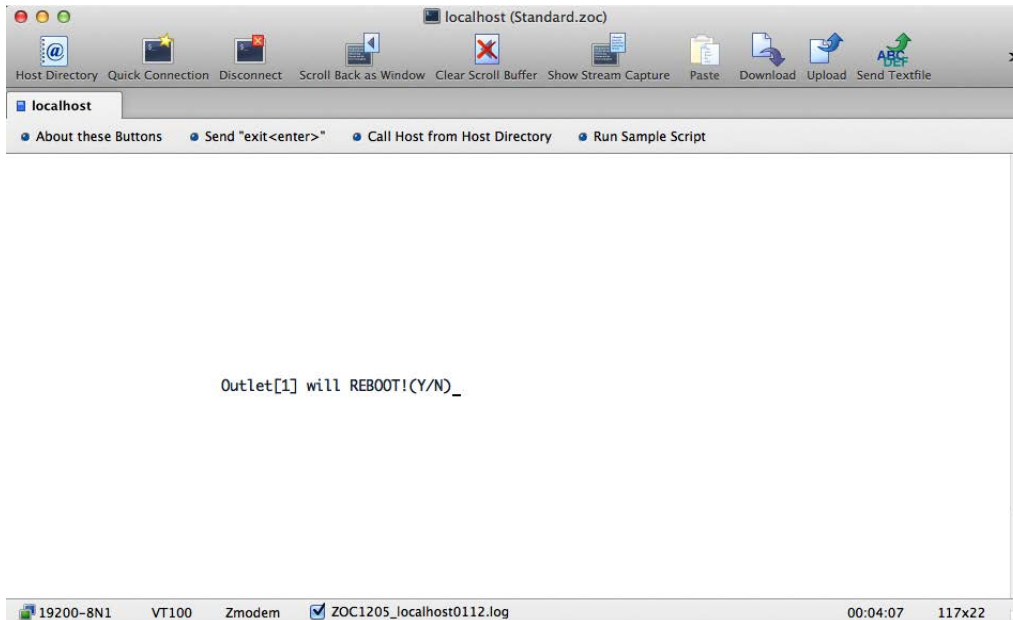 localhost (Standard.zoc)
Host Directory Quick Connection Disconnect Scroll Back as Window Clear Scroll Buffer Show Stream Capture Paste Download Upload Send Textfile
localhost
About these Buttons Send "exit<enter>" Call Host from Host Directory Run Sample Script
Outlet[1] will REBOOT!(Y/N)_
19200-8N1 VT100 Zmodem ZOC1205_localhost0112.log 00:04:07 117x22